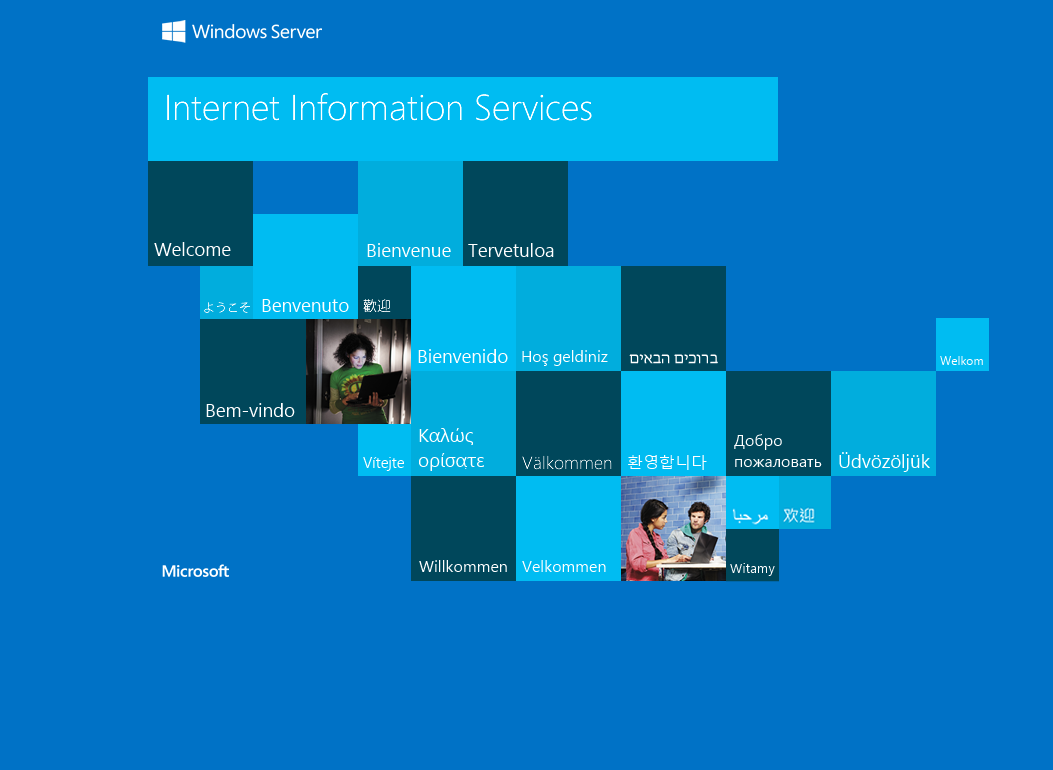 Windows Server
Internet Information Services
Welcome
Bienvenue
Tervetuloa
ようこそ
Benvenuto
歡迎
Bienvenido
Hoş geldiniz
ברוכים הבאים
Welkom
Bem-vindo
Vítejte
Καλώς
ορίσατε
Välkommen
환영합니다
Добро
пожаловать
Üdvözöljük
Microsoft
Willkommen
Velkommen
مرحبا
欢迎
Witamy